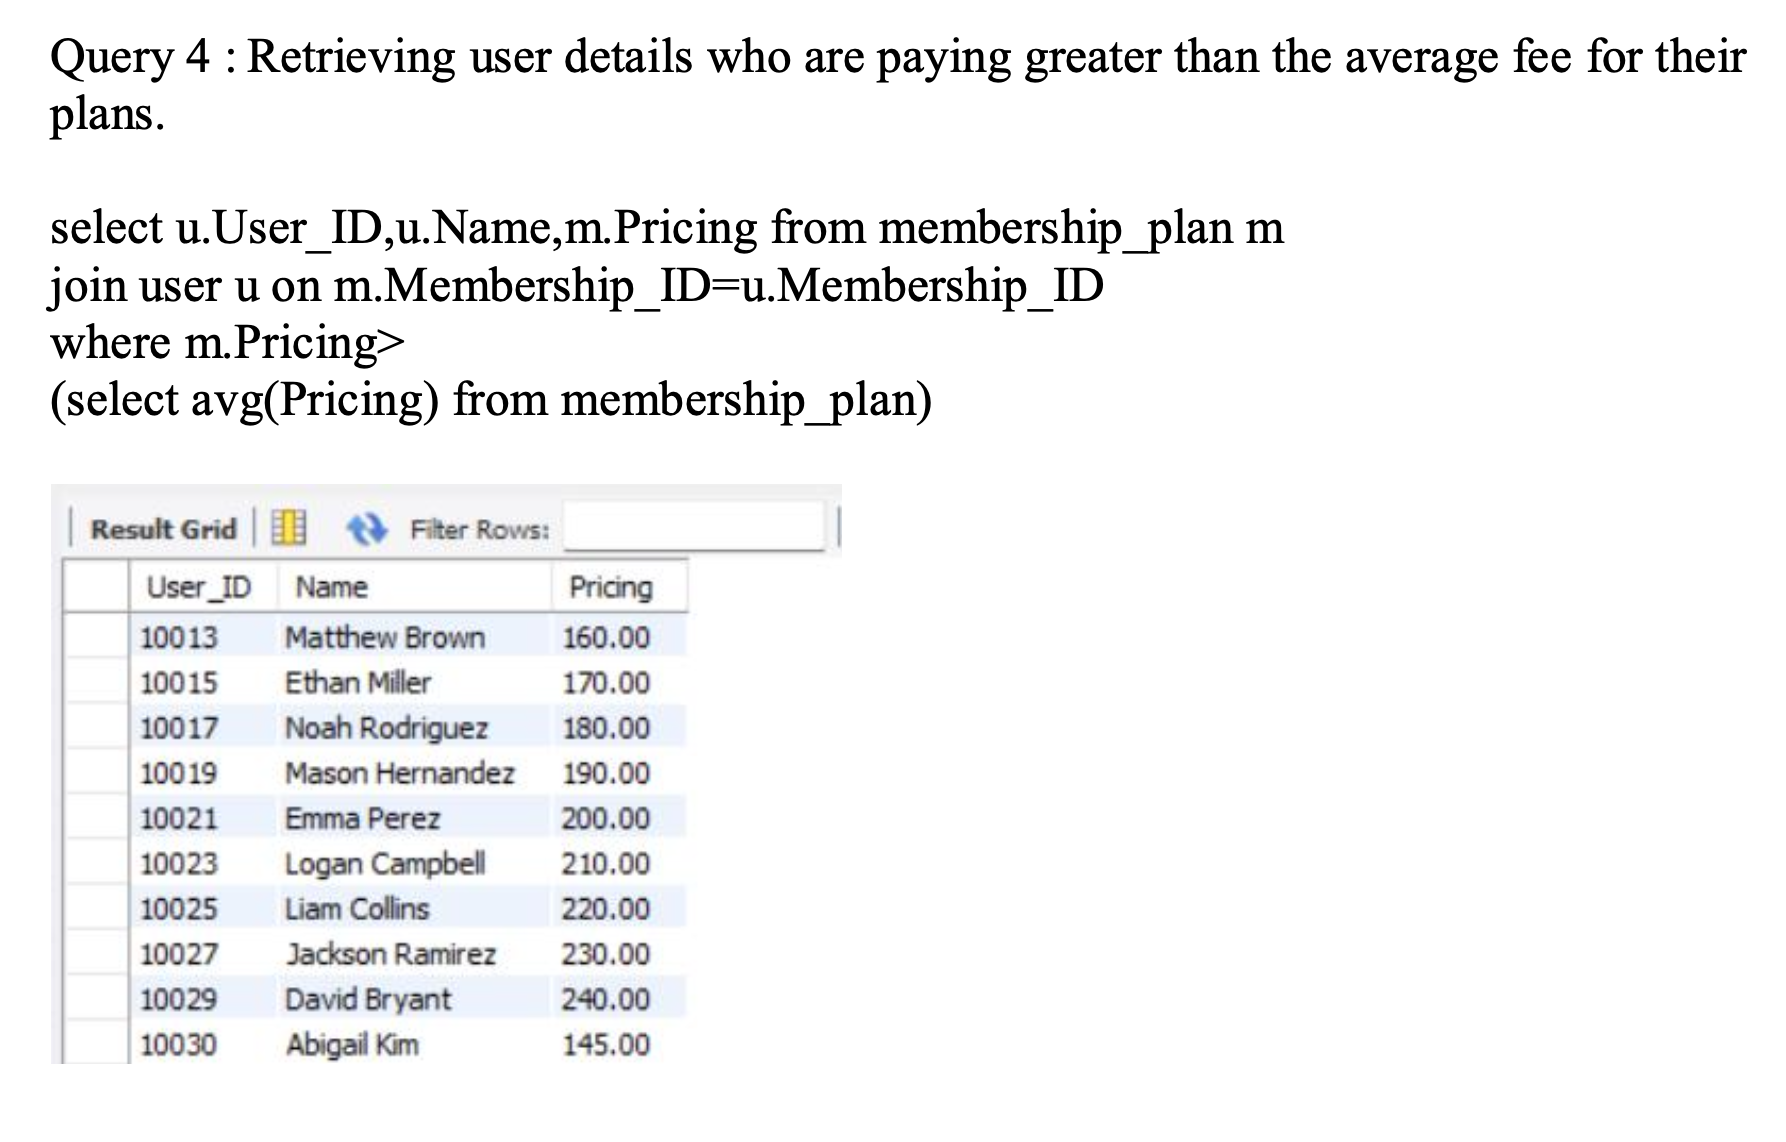 Query 4 : Retrieving user details who are paying greater than the average fee for their
plans.
select u.User_ID,u.Name,m.Pricing from membership_plan m
join user u on m.Membership_ID=u.Membership_ID
where m.Pricing>
(select avg(Pricing) from membership_plan)
Result Grid Filter Rows:
User_ID Name Pricing
10013 Matthew Brown 160.00
10015 Ethan Miller 170.00
10017 Noah Rodriguez 180.00
10019 Mason Hernandez 190.00
10021 Emma Perez 200.00
10023 Logan Campbell 210.00
10025 Liam Collins 220.00
10027 Jackson Ramirez 230.00
10029 David Bryant 240.00
10030 Abigail Kim 145.00